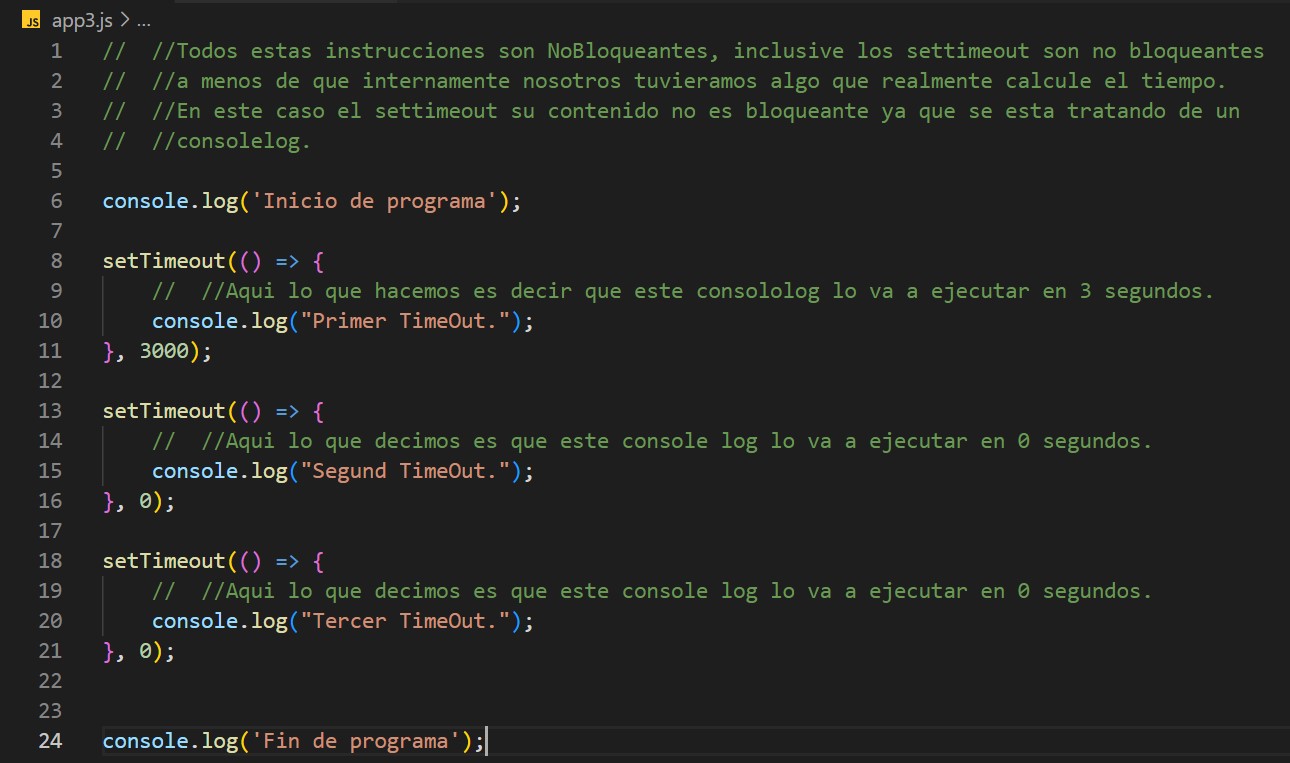 JS app3.js > ...
1 // //Todos estas instrucciones son NoBloqueantes, inclusive los settimeout son no bloqueantes
2 // //a menos de que internamente nosotros tuvieramos algo que realmente calcule el tiempo.
3 // //En este caso el settimeout su contenido no es bloqueante ya que se esta tratando de un
4 // //consolelog.
5
6 console.log('Inicio de programa');
7
8 setTimeout(() => {
9 // //Aqui lo que hacemos es decir que este consololog lo va a ejecutar en 3 segundos.
10 console.log("Primer TimeOut.");
11 }, 3000);
12
13 setTimeout(() => {
14 // //Aqui lo que decimos es que este console log lo va a ejecutar en 0 segundos.
15 console.log("Segund TimeOut.");
16 }, 0);
17
18 setTimeout(() => {
19 // //Aqui lo que decimos es que este console log lo va a ejecutar en 0 segundos.
20 console.log("Tercer TimeOut.");
21 }, 0);
22
23
24 console.log('Fin de programa');